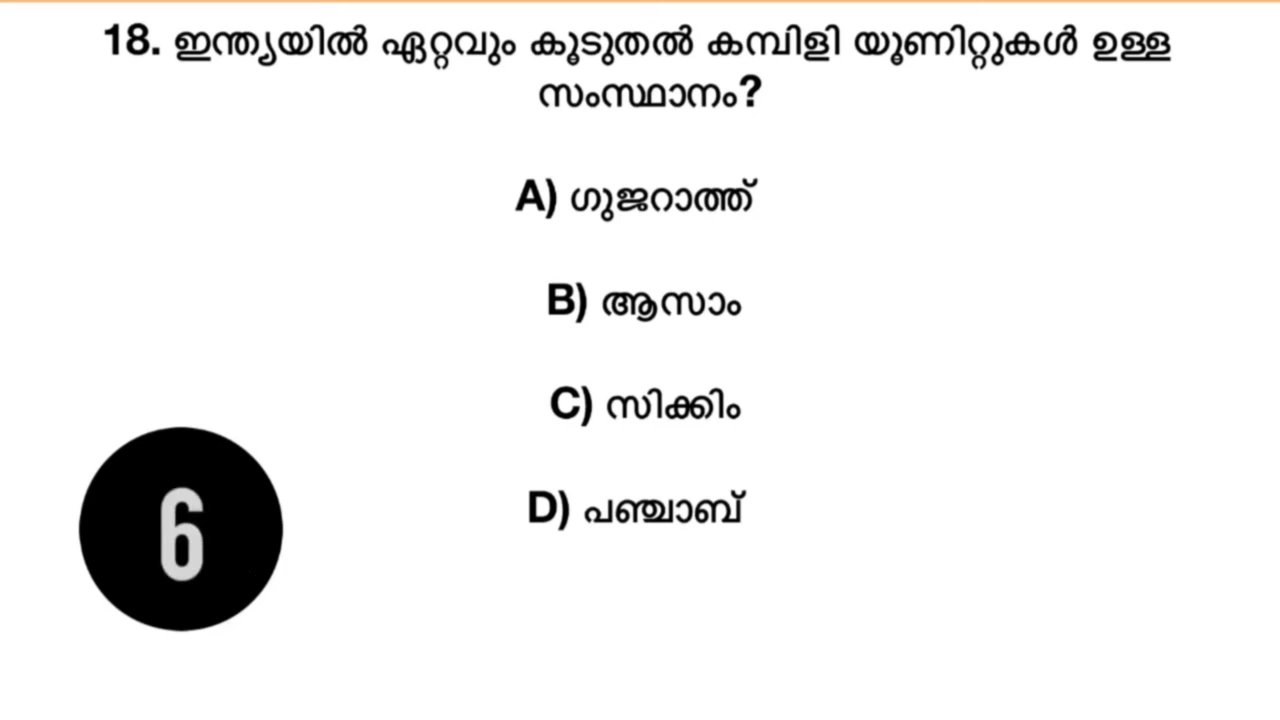 18. ഇന്ത്യയിൽ ഏറ്റവും കൂടുതൽ കമ്പിളി യൂണിറ്റുകൾ ഉള്ള
സംസ്ഥാനം?
A) ഗുജറാത്ത്
B) ആസാം
C) സിക്കിം
D) പഞ്ചാബ്
6